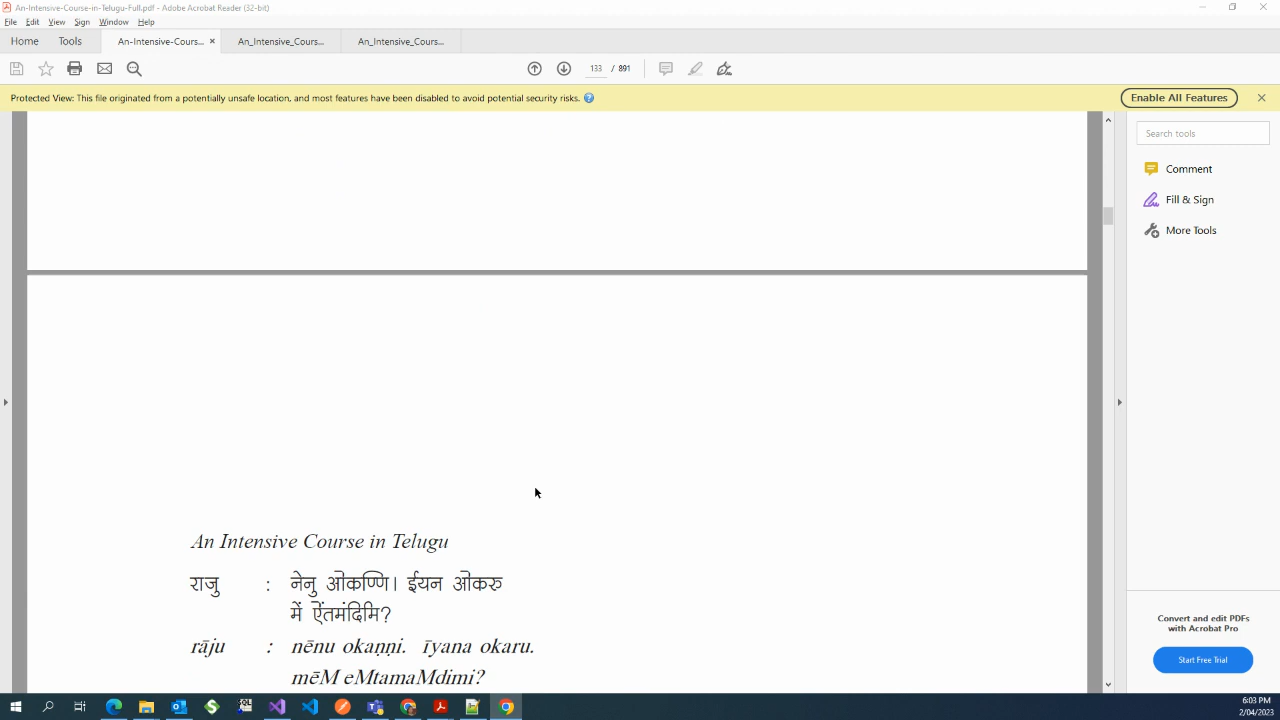 An-Intensive-Course-in-Telugu-Full.pdf - Adobe Acrobat Reader (32-bit)
File Edit View Sign Window Help
Home Tools An-Intensive-Cours... × An_Intensive_Cours... An_Intensive_Cours...
133 / 891
Protected View: This file originated from a potentially unsafe location, and most features have been disabled to avoid potential security risks. Enable All Features
Search tools
Comment
Fill & Sign
More Tools
An Intensive Course in Telugu
राजु : नेनु ऒकण्णि। ईयन ऒकरु
में ऎंतमंदिमि?
rāju : nēnu okaṇṇi. īyana okaru.
mēM eMtamaMdimi?
Convert and edit PDFs
with Acrobat Pro
Start Free Trial
6:03 PM
2/04/2023